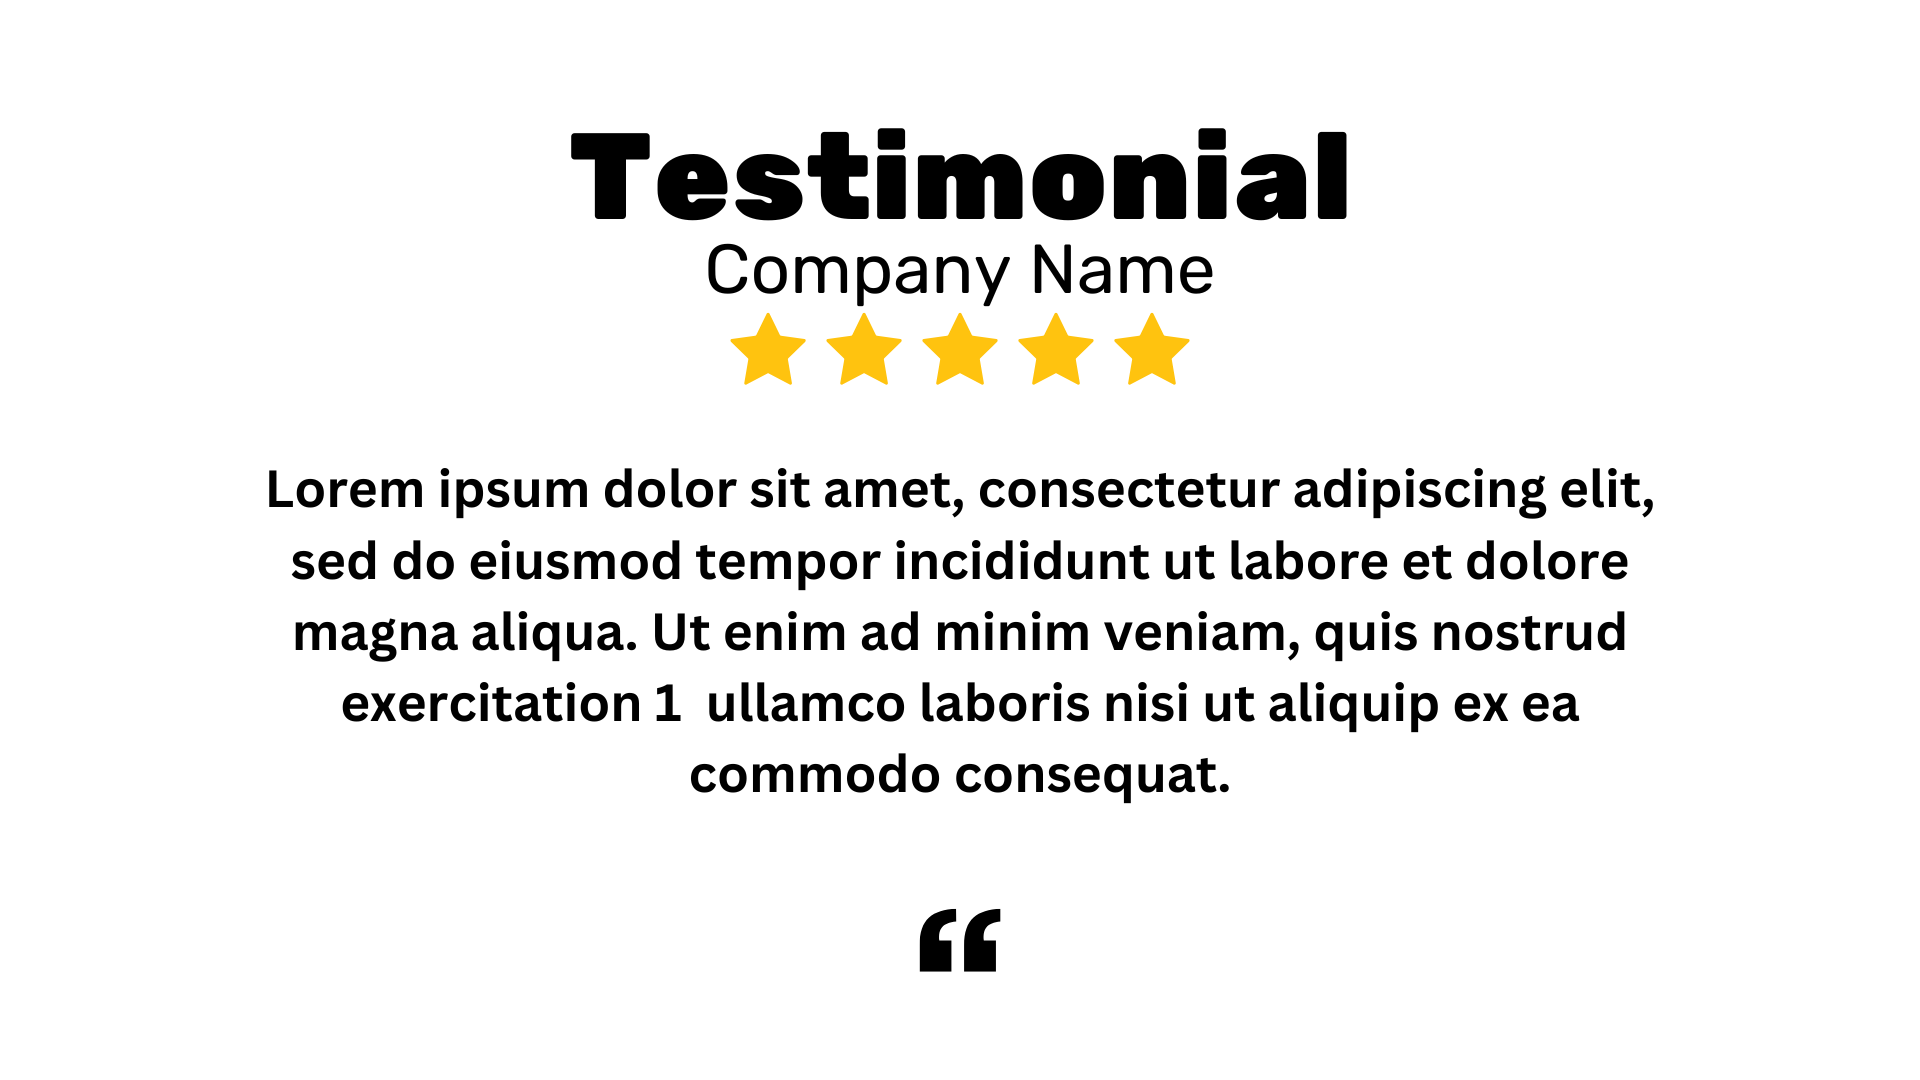 Testimonial
Company Name
Lorem ipsum dolor sit amet, consectetur adipiscing elit,
sed do eiusmod tempor incididunt ut labore et dolore
magna aliqua. Ut enim ad minim veniam, quis nostrud
exercitation 1  ullamco laboris nisi ut aliquip ex ea
commodo consequat.
“